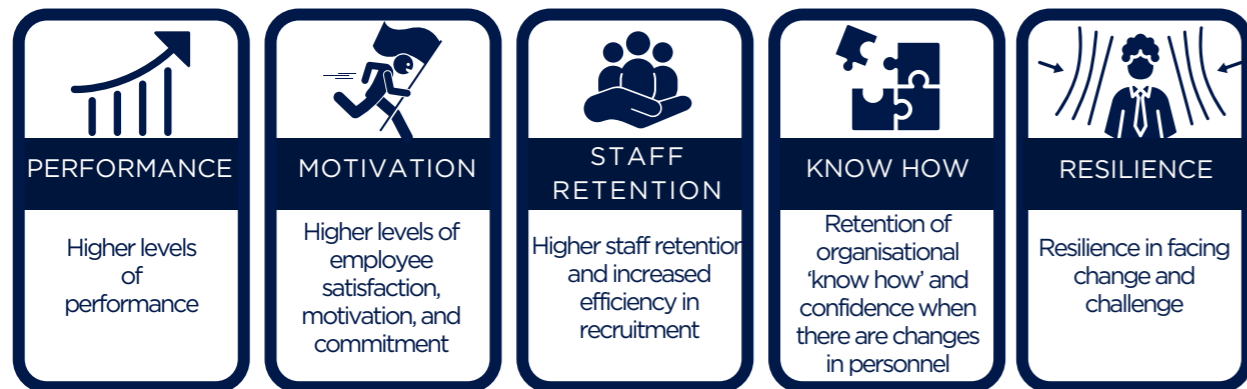 PERFORMANCE
Higher levels
of
performance
MOTIVATION
Higher levels of
employee
satisfaction,
motivation, and
commitment
STAFF
RETENTION
Higher staff retention
and increased
efficiency in
recruitment
KNOW HOW
Retention of
organisational
‘know how’ and
confidence when
there are changes
in personnel
RESILIENCE
Resilience in facing
change and
challenge